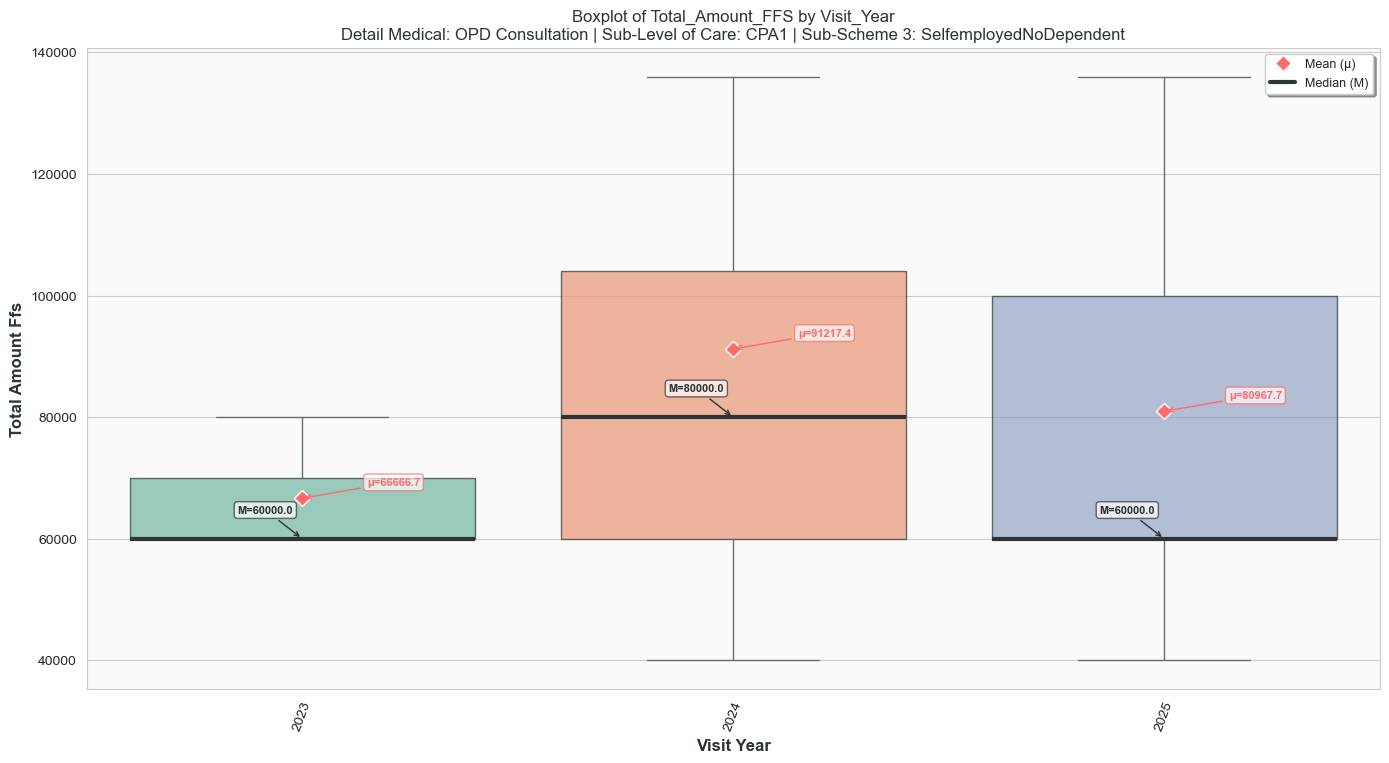 Boxplot of Total_Amount_FFS by Visit_Year
Detail Medical: OPD Consultation | Sub-Level of Care: CPA1 | Sub-Scheme 3: SelfemployedNoDependent
Mean (μ)
Median (M)
Total Amount Ffs
140000
120000
100000
80000
60000
40000
μ=66666.7
M=60000.0
μ=91217.4
M=80000.0
μ=80967.7
M=60000.0
2023
2024
2025
Visit Year